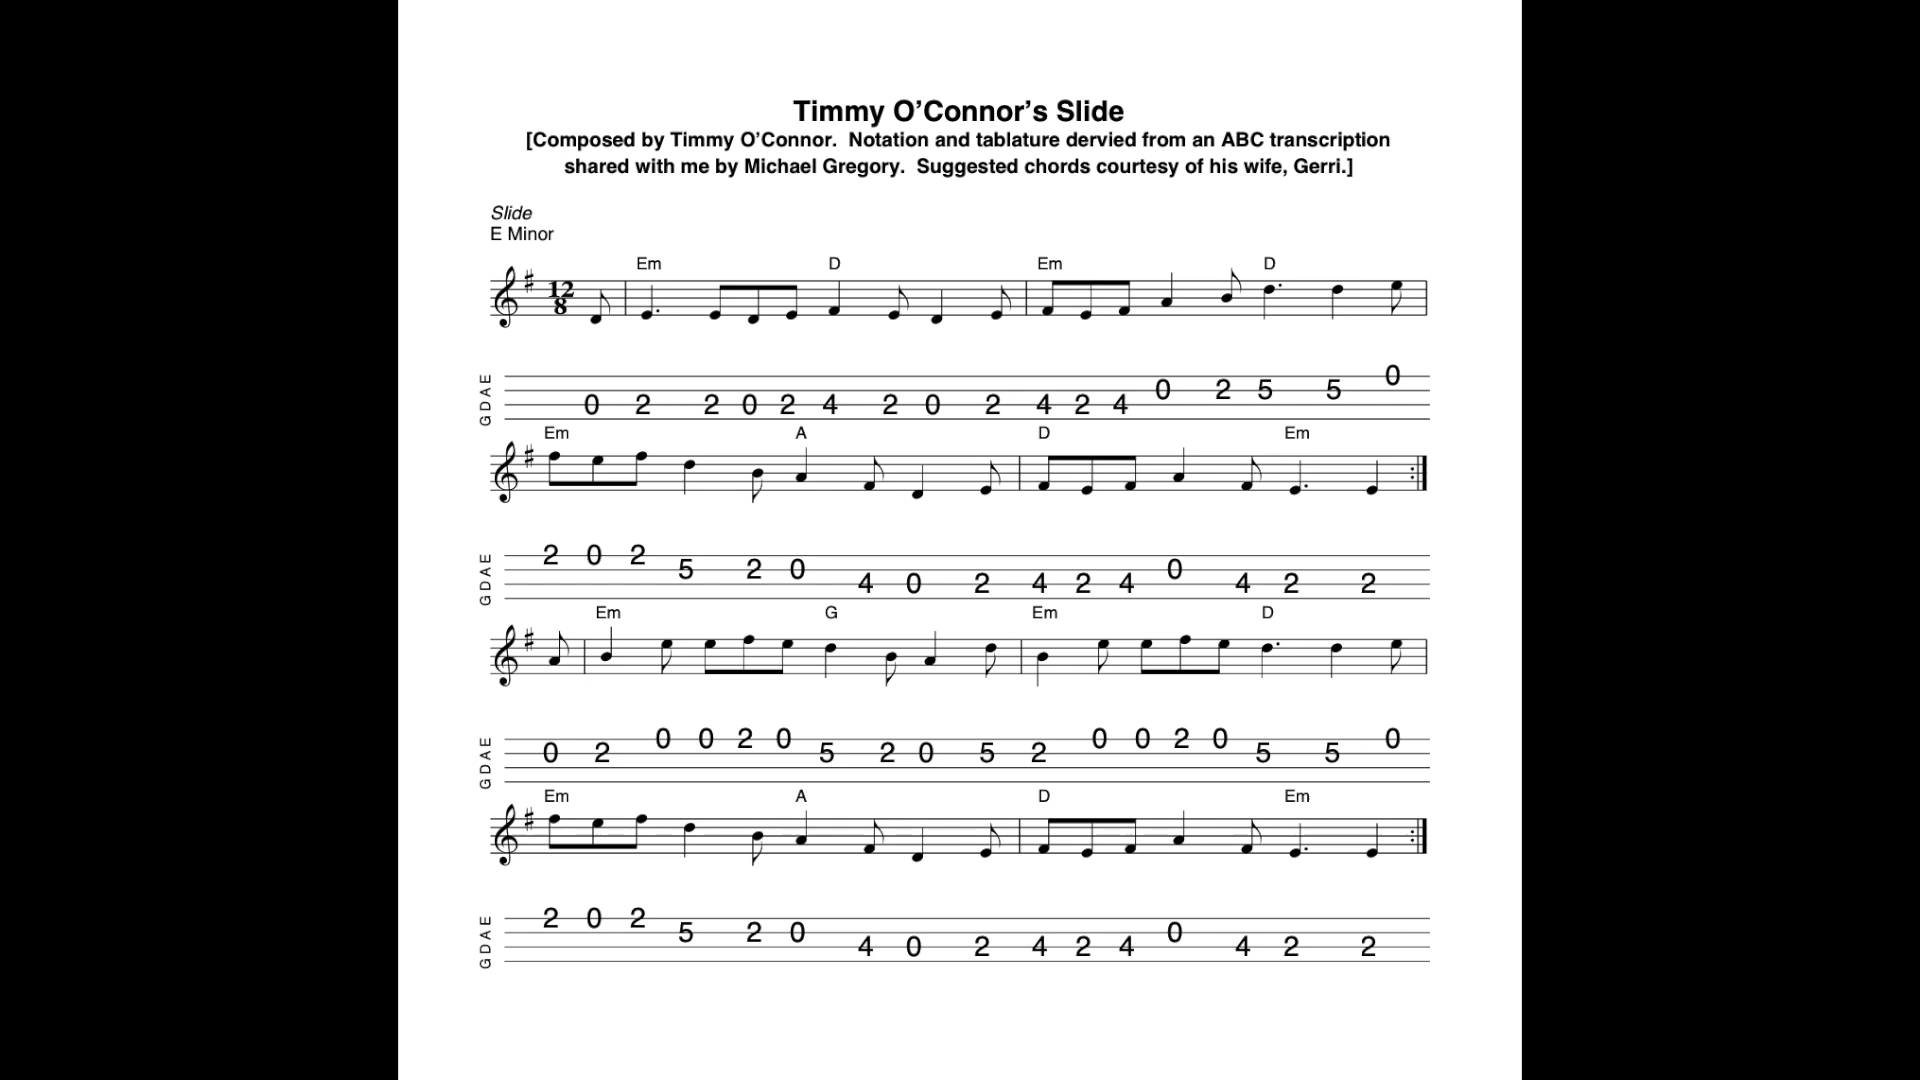 Timmy O’Connor’s Slide
[Composed by Timmy O’Connor.  Notation and tablature dervied from an ABC transcription
shared with me by Michael Gregory.  Suggested chords courtesy of his wife, Gerri.]
Slide
E Minor
Em D Em D
12
8
0 2 2 0 2 4 2 0 2 4 2 4 0 2 5 5 0
G D A E
Em A D Em
2 0 2 5 2 0 4 0 2 4 2 4 0 4 2 2
G D A E
Em G Em D
0 2 0 0 2 0 5 2 0 5 2 0 0 2 0 5 5 0
G D A E
Em A D Em
2 0 2 5 2 0 4 0 2 4 2 4 0 4 2 2
G D A E